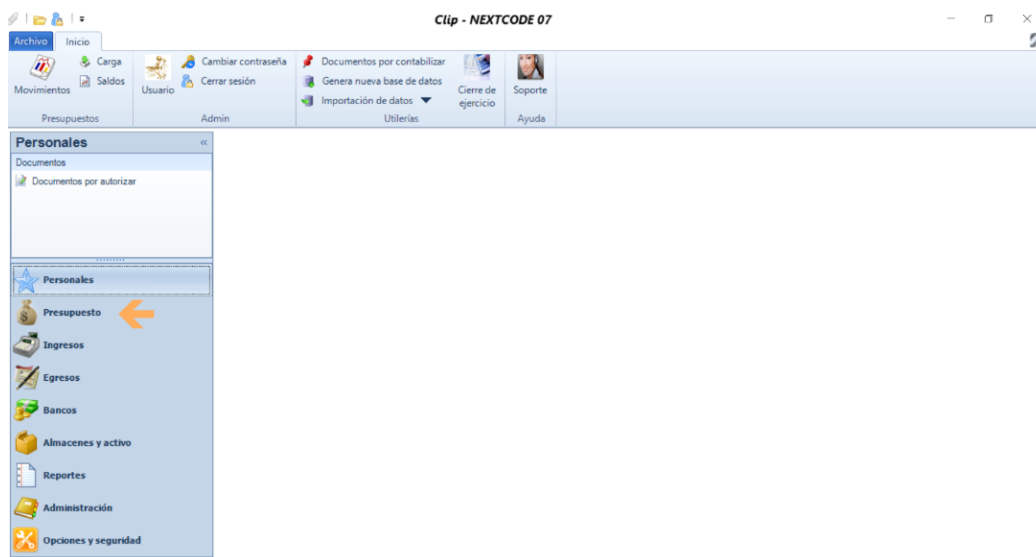 Clip - NEXTCODE 07
Archivo Inicio
Movimientos
Carga
Saldos
Presupuestos
Usuario
Cambiar contraseña
Cerrar sesión
Admin
Documentos por contabilizar
Genera nueva base de datos
Importación de datos
Cierre de
ejercicio
Utilerías
Soporte
Ayuda
Personales «
Documentos
Documentos por autorizar
Personales
Presupuesto
Ingresos
Egresos
Bancos
Almacenes y activo
Reportes
Administración
Opciones y seguridad